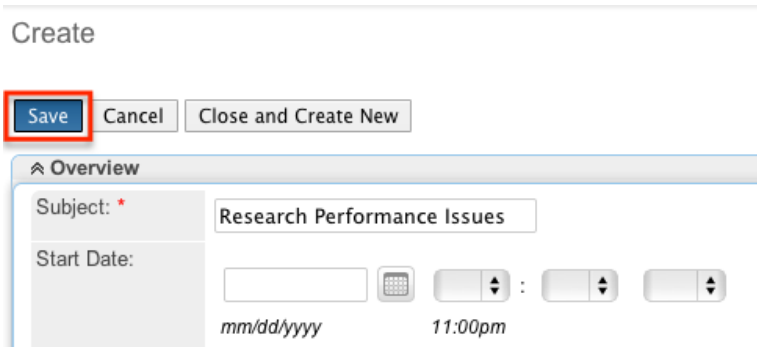 Create
Save Cancel Close and Create New
Overview
Subject: * Research Performance Issues
Start Date:
:
mm/dd/yyyy 11:00pm